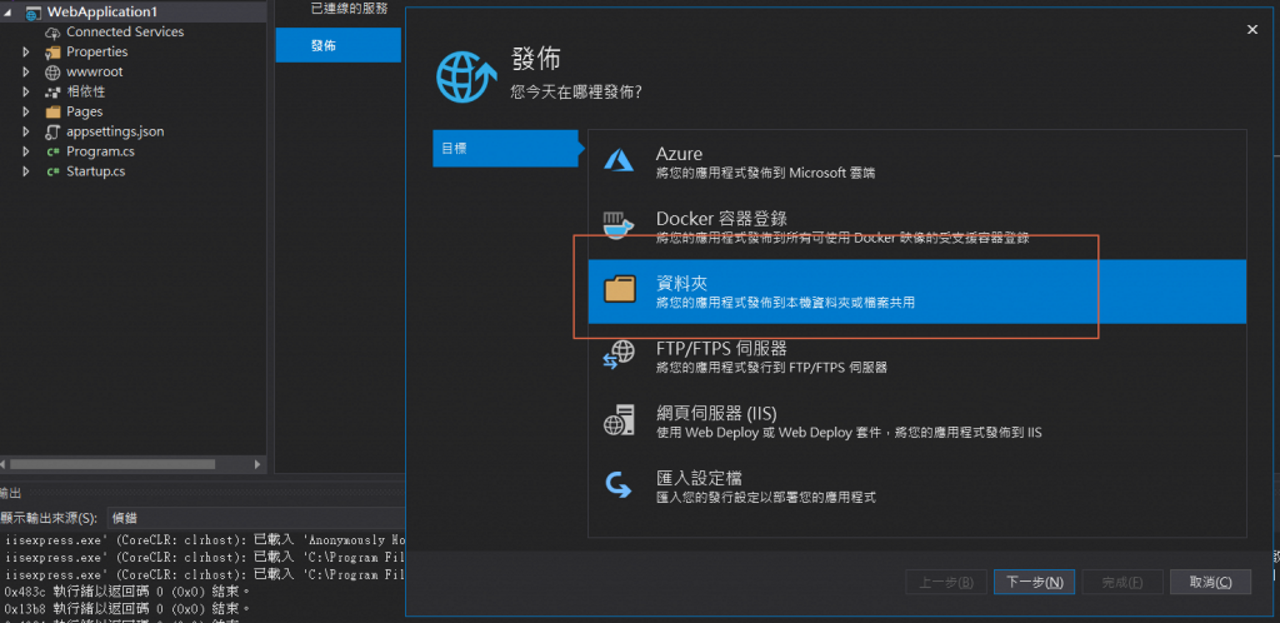 WebApplication1
Connected Services
Properties
wwwroot
相依性
Pages
appsettings.json
Program.cs
Startup.cs
已連線的服務
發佈
發佈
您今天在哪裡發佈?
目標
Azure
將您的應用程式發佈到 Microsoft 雲端
Docker 容器登錄
將您的應用程式發佈到所有可使用 Docker 映像的受支援容器登錄
資料夾
將您的應用程式發佈到本機資料夾或檔案共用
FTP/FTPS 伺服器
將您的應用程式發行到 FTP/FTPS 伺服器
網頁伺服器 (IIS)
使用 Web Deploy 或 Web Deploy 套件，將您的應用程式發佈到 IIS
匯入設定檔
匯入您的發行設定以部署您的應用程式
上一步(B)
下一步(N)
完成(F)
取消(C)
輸出
顯示輸出來源(S): 偵錯
iisexpress.exe' (CoreCLR: clrhost): 已載入 'Anonymously Ho
iisexpress.exe' (CoreCLR: clrhost): 已載入 'C:\Program Fil
iisexpress.exe' (CoreCLR: clrhost): 已載入 'C:\Program Fil
0x483c 執行緒以返回碼 0 (0x0) 結束。
0x13b8 執行緒以返回碼 0 (0x0) 結束。